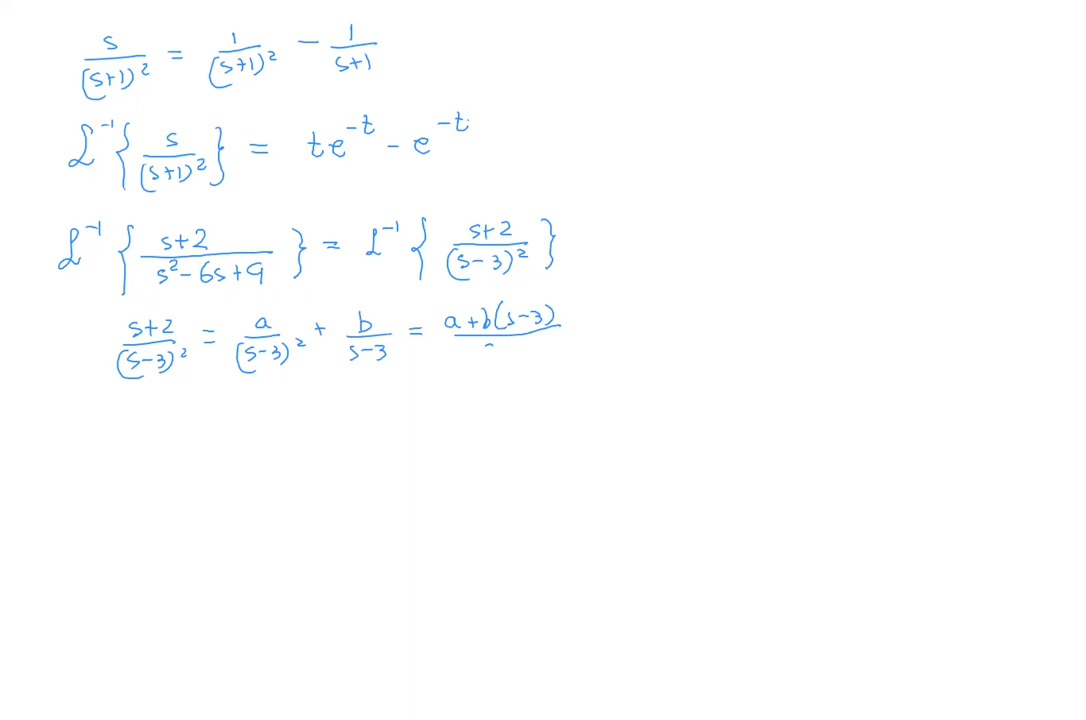 s/(s+1)² = 1/(s+1)² − 1/(s+1)
ℒ⁻¹{s/(s+1)²} = te^(−t) − e^(−t)
ℒ⁻¹{(s+2)/(s²−6s+9)} = ℒ⁻¹{(s+2)/(s−3)²}
(s+2)/(s−3)² = a/(s−3)² + b/(s−3) = a+b(s−3)